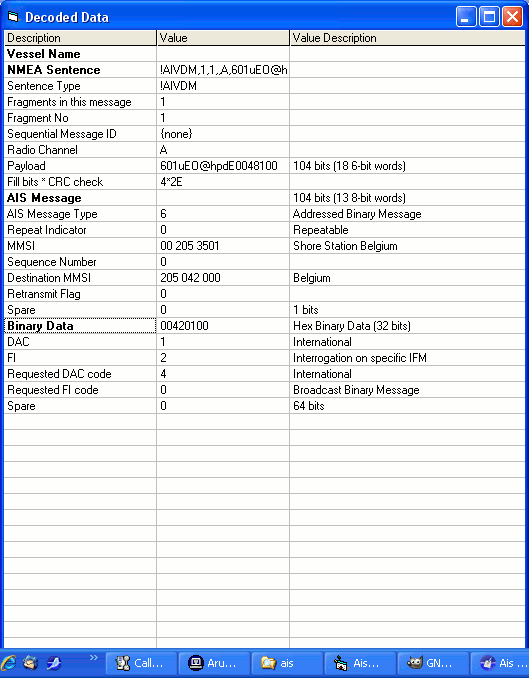 Decoded Data
Description Value Value Description
Vessel Name
NMEA Sentence !AIVDM,1,1,,A,601uEO@h
Sentence Type !AIVDM
Fragments in this message 1
Fragment No 1
Sequential Message ID {none}
Radio Channel A
Payload 601uEO@hpdE0048100 104 bits (18 6-bit words)
Fill bits * CRC check 4*2E
AIS Message 104 bits (13 8-bit words)
AIS Message Type 6 Addressed Binary Message
Repeat Indicator 0 Repeatable
MMSI 00 205 3501 Shore Station Belgium
Sequence Number 0
Destination MMSI 205 042 000 Belgium
Retransmit Flag 0
Spare 0 1 bits
Binary Data 00420100 Hex Binary Data (32 bits)
DAC 1 International
FI 2 Interrogation on specific IFM
Requested DAC code 4 International
Requested FI code 0 Broadcast Binary Message
Spare 0 64 bits
» Call... Aru... ais Ais... GN... Ais ...